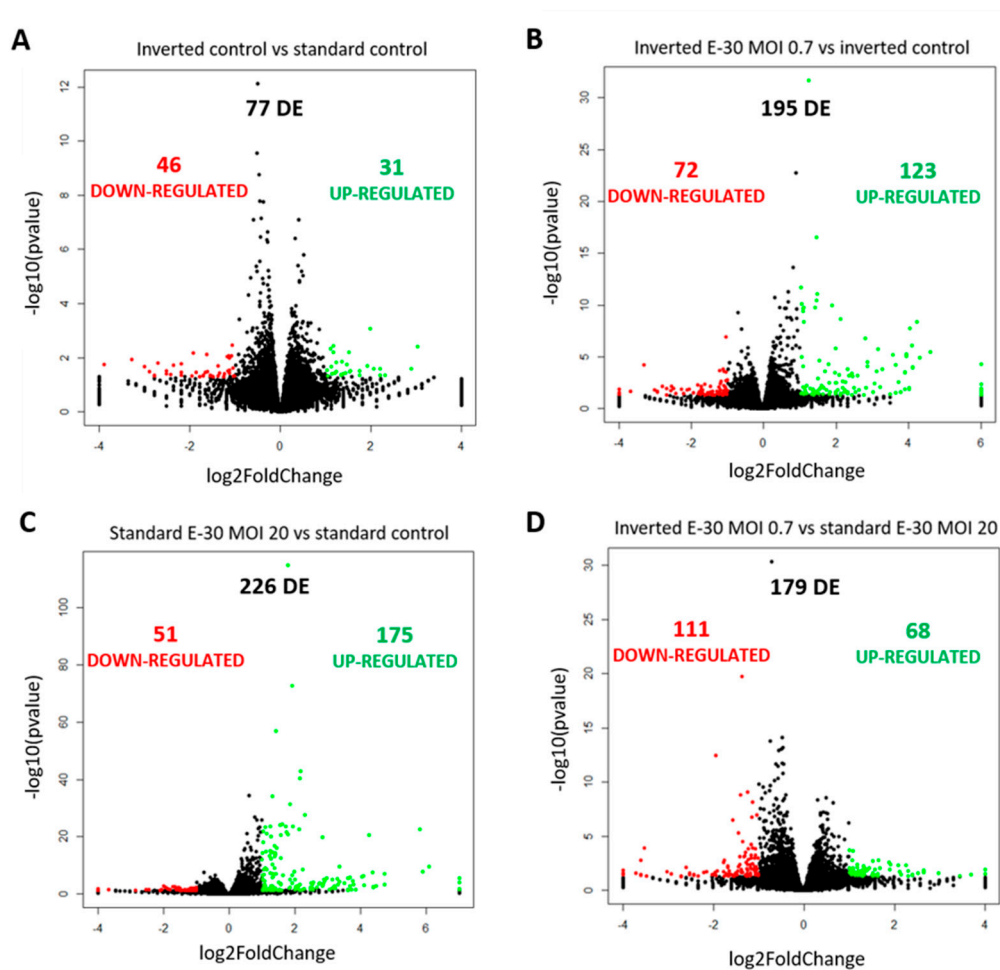 A
Inverted control vs standard control
77 DE
46
DOWN-REGULATED
31
UP-REGULATED
-log10(pvalue)
12
10
8
6
4
2
0
-4
-2
0
2
4
log2FoldChange
B
Inverted E-30 MOI 0.7 vs inverted control
195 DE
72
DOWN-REGULATED
123
UP-REGULATED
-log10(pvalue)
30
25
20
15
10
5
0
-4
-2
0
2
4
6
log2FoldChange
C
Standard E-30 MOI 20 vs standard control
226 DE
51
DOWN-REGULATED
175
UP-REGULATED
-log10(pvalue)
100
80
60
40
20
0
-4
-2
0
2
4
6
log2FoldChange
D
Inverted E-30 MOI 0.7 vs standard E-30 MOI 20
179 DE
111
DOWN-REGULATED
68
UP-REGULATED
-log10(pvalue)
30
25
20
15
10
5
0
-4
-2
0
2
4
log2FoldChange